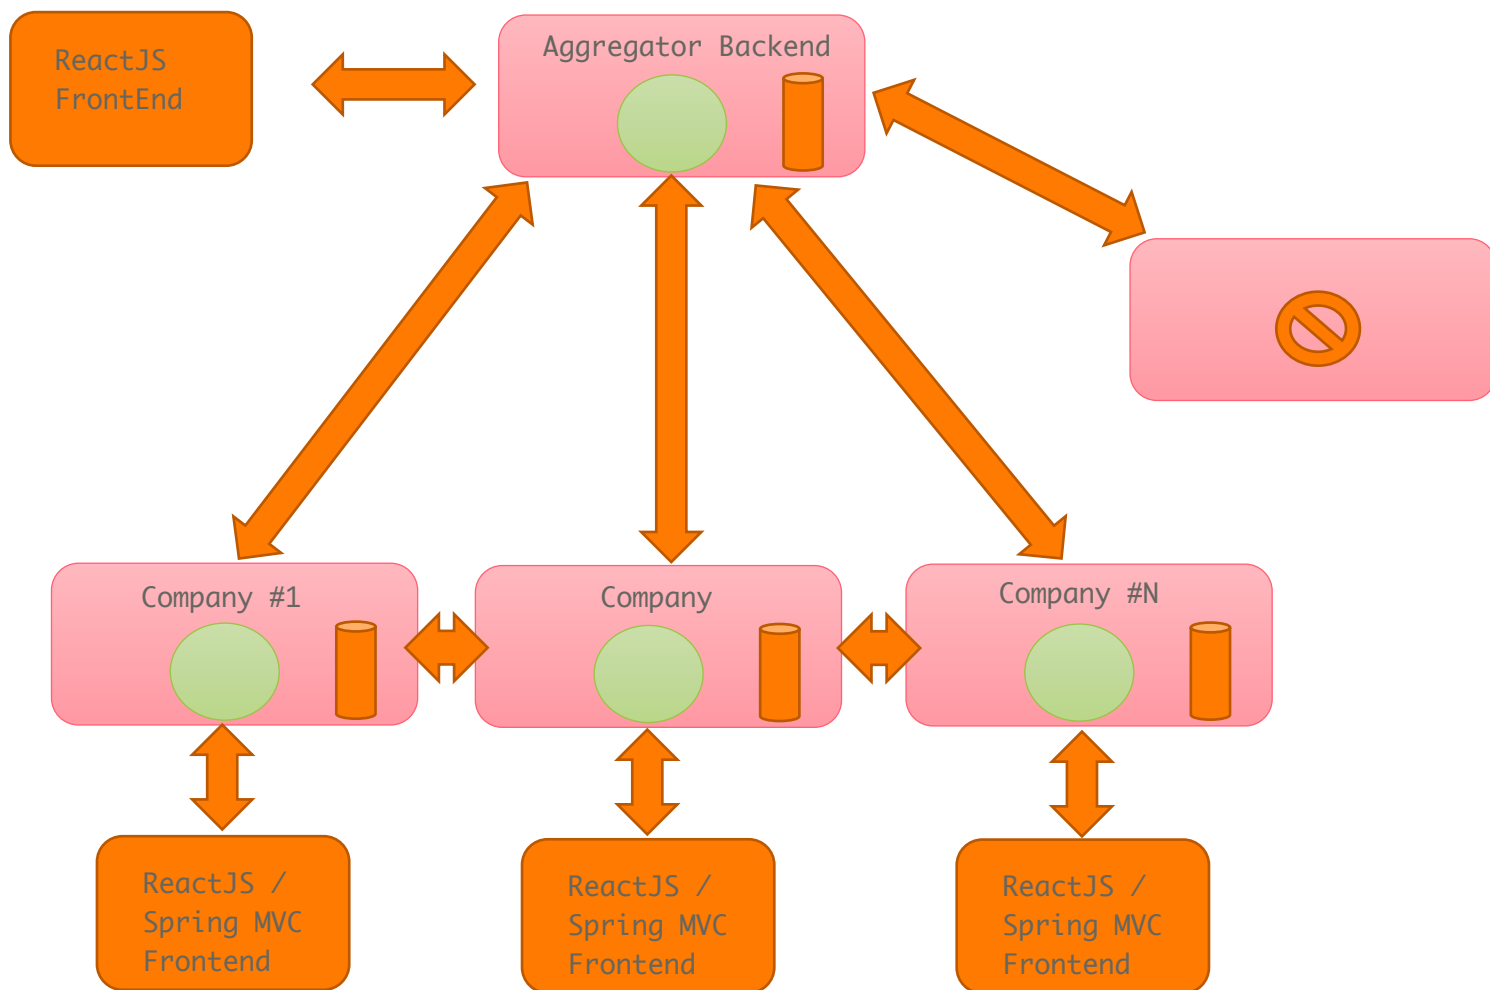 ReactJS
FrontEnd
Aggregator Backend
Company #1
Company
Company #N
ReactJS /
Spring MVC
Frontend
ReactJS /
Spring MVC
Frontend
ReactJS /
Spring MVC
Frontend